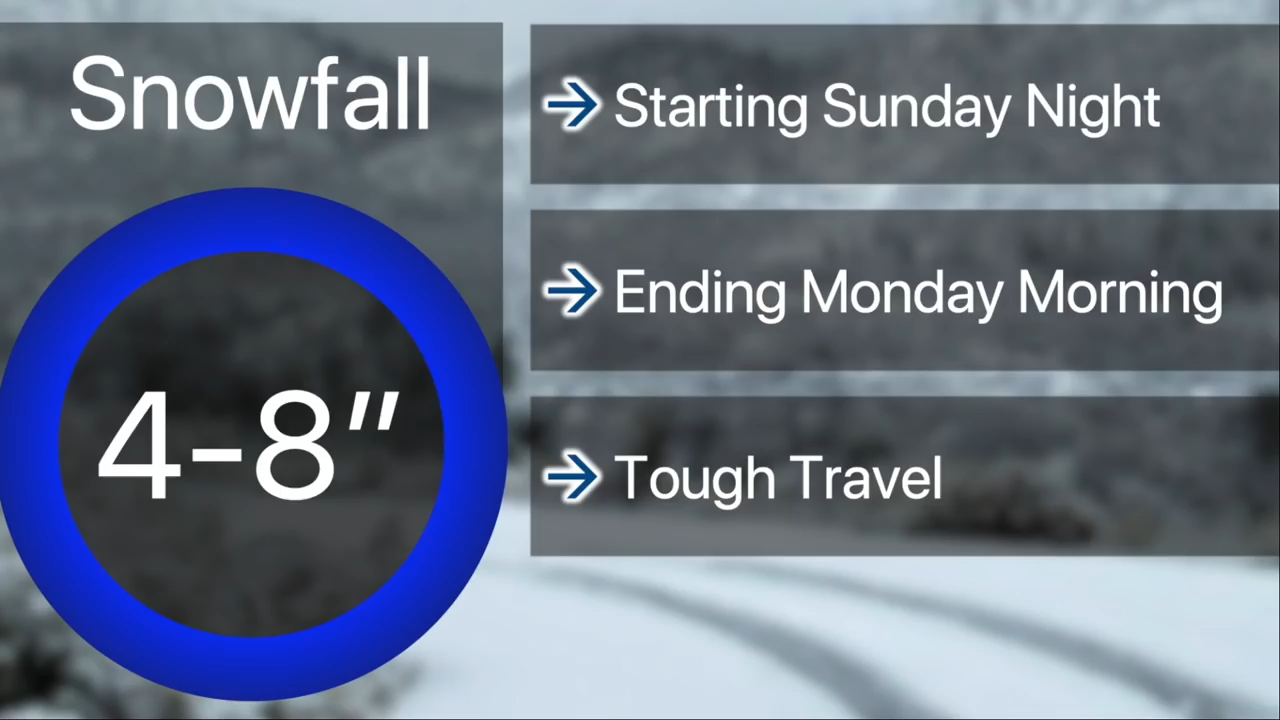 Snowfall
4-8"
Starting Sunday Night
Ending Monday Morning
Tough Travel